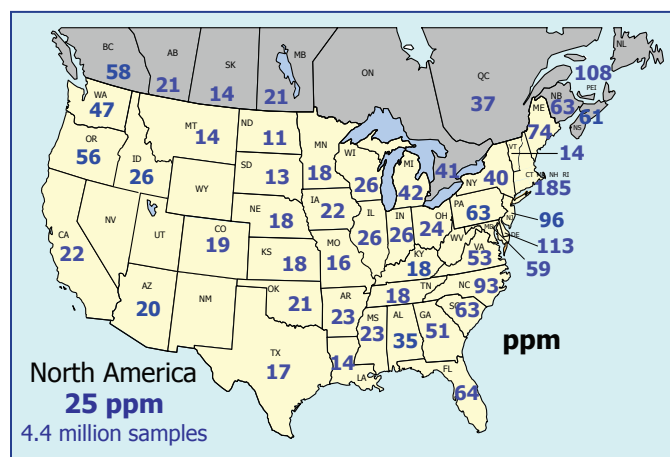 BC
58
AB
21
SK
14
MB
21
ON
QC
37
NL
108
PEI
NB
63
61
NS
WA
47
OR
56
ID
26
MT
14
WY
ND
11
SD
13
NE
18
KS
18
MN
18
IA
22
MO
16
WI
26
MI
42
41
IL
26
IN
26
OH
24
KY
18
WV
VA
53
PA
63
NY
40
VT
ME
74
14
CT
NH RI
185
NJ
96
DE
113
MD
59
CA
22
NV
UT
CO
19
AZ
20
NM
OK
21
TX
17
AR
23
LA
14
MS
23
AL
35
GA
51
TN
18
NC
93
SC
63
FL
64
ppm
North America
25 ppm
4.4 million samples